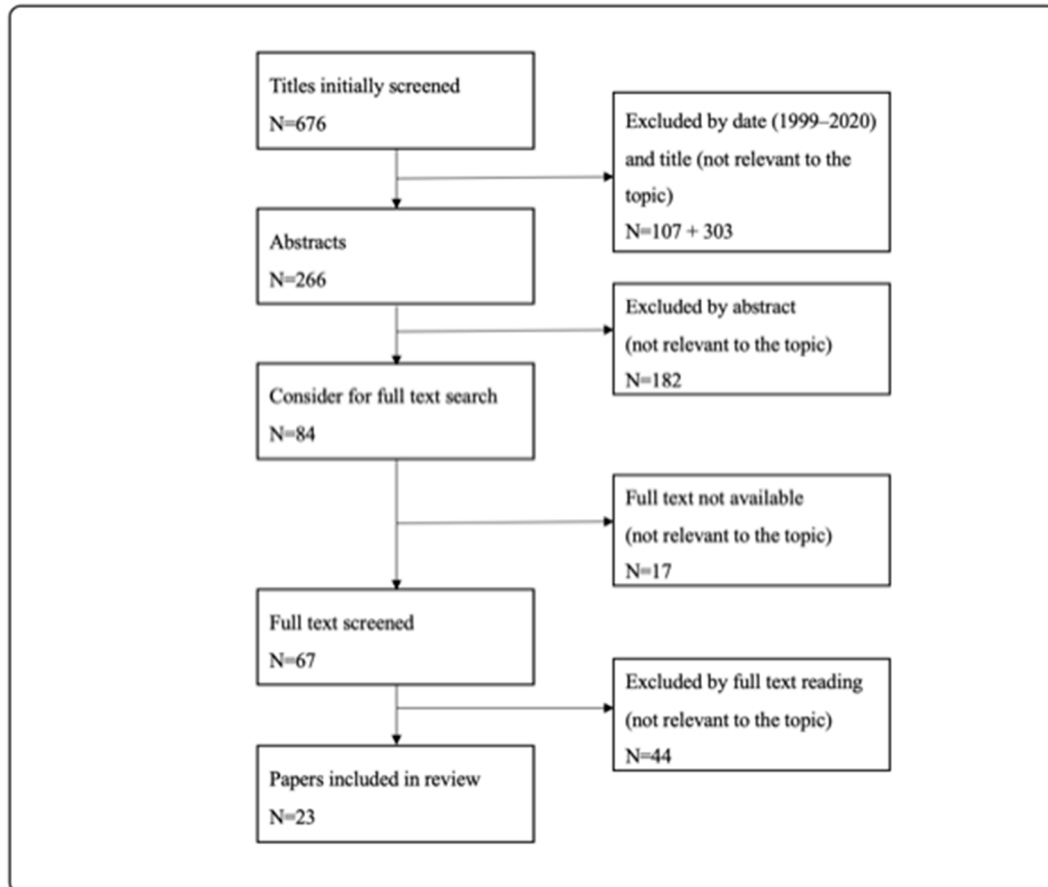 Titles initially screened
N=676
Excluded by date (1999–2020)
and title (not relevant to the
topic)
N=107 + 303
Abstracts
N=266
Excluded by abstract
(not relevant to the topic)
N=182
Consider for full text search
N=84
Full text not available
(not relevant to the topic)
N=17
Full text screened
N=67
Excluded by full text reading
(not relevant to the topic)
N=44
Papers included in review
N=23